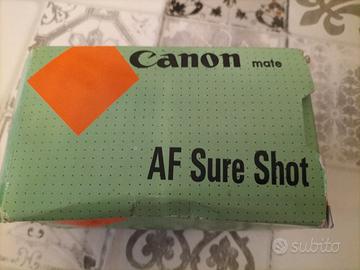 Canon mate
AF Sure Shot
subito